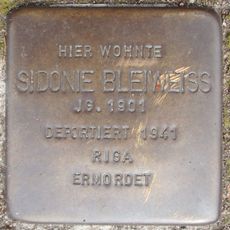 HIER WOHNTE
SIDONIE BLEIWEISS
JG. 1901
DEPORTIERT 1941
RIGA
ERMORDET